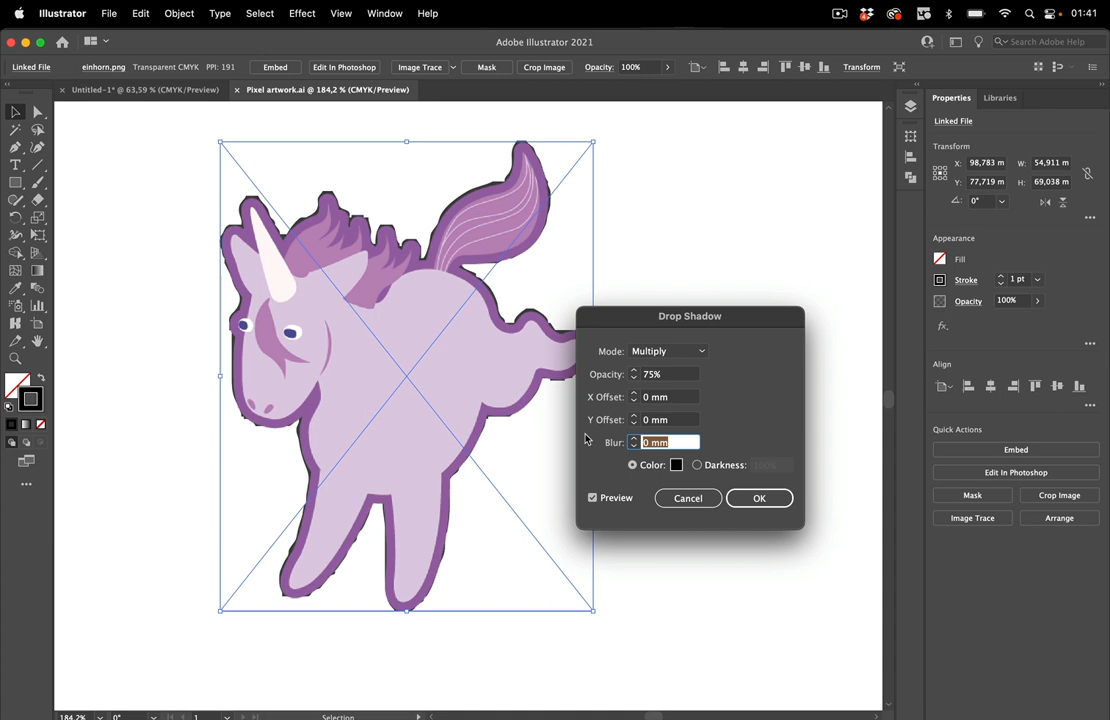 Illustrator File Edit Object Type Select Effect View Window Help 01:41
Adobe Illustrator 2021
Search Adobe Help
Linked File einhorn.png Transparent CMYK PPI: 191 Embed Edit In Photoshop Image Trace Mask Crop Image Opacity: 100% Transform
× Untitled-1* @ 63,59 % (CMYK/Preview) × Pixel artwork.ai @ 184,2 % (CMYK/Preview)
Properties Libraries
Linked File
Transform
X: 98,783 m W: 54,911 m
Y: 77,719 m H: 69,038 m
0°
Appearance
Fill
Stroke 1 pt
Opacity 100%
fx.
Align
Quick Actions
Embed
Edit In Photoshop
Mask Crop Image
Image Trace Arrange
Drop Shadow
Mode: Multiply
Opacity: 75%
X Offset: 0 mm
Y Offset: 0 mm
Blur: 0 mm
Color: Darkness: 100%
Preview Cancel OK
184,2% 0° 1 Selection